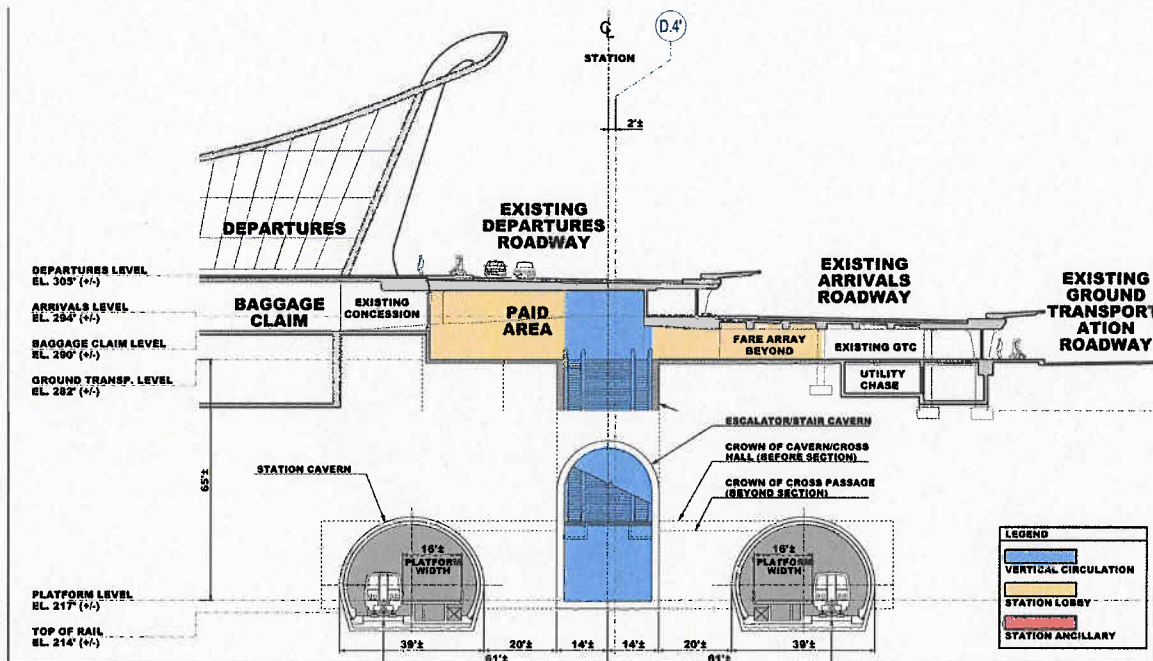 ℄
STATION
D.4'
2'±
DEPARTURES
EXISTING
DEPARTURES
ROADWAY
EXISTING
ARRIVALS
ROADWAY
EXISTING
GROUND
TRANSPORT
ATION
ROADWAY
DEPARTURES LEVEL
EL. 305' (+/-)
ARRIVALS LEVEL
EL. 294' (+/-)
BAGGAGE CLAIM LEVEL
EL. 290' (+/-)
GROUND TRANSP. LEVEL
EL. 282' (+/-)
BAGGAGE
CLAIM
EXISTING
CONCESSION
PAID
AREA
FARE ARRAY
BEYOND
EXISTING GTC
UTILITY
CHASE
ESCALATOR/STAIR CAVERN
CROWN OF CAVERN/CROSS
HALL (BEFORE SECTION)
CROWN OF CROSS PASSAGE
(BEYOND SECTION)
STATION CAVERN
65'±
16'±
PLATFORM
WIDTH
16'±
PLATFORM
WIDTH
PLATFORM LEVEL
EL. 217' (+/-)
TOP OF RAIL
EL. 214' (+/-)
39'±
20'±
14'±
14'±
20'±
39'±
61'±
61'±
LEGEND
VERTICAL CIRCULATION
STATION LOBBY
STATION ANCILLARY